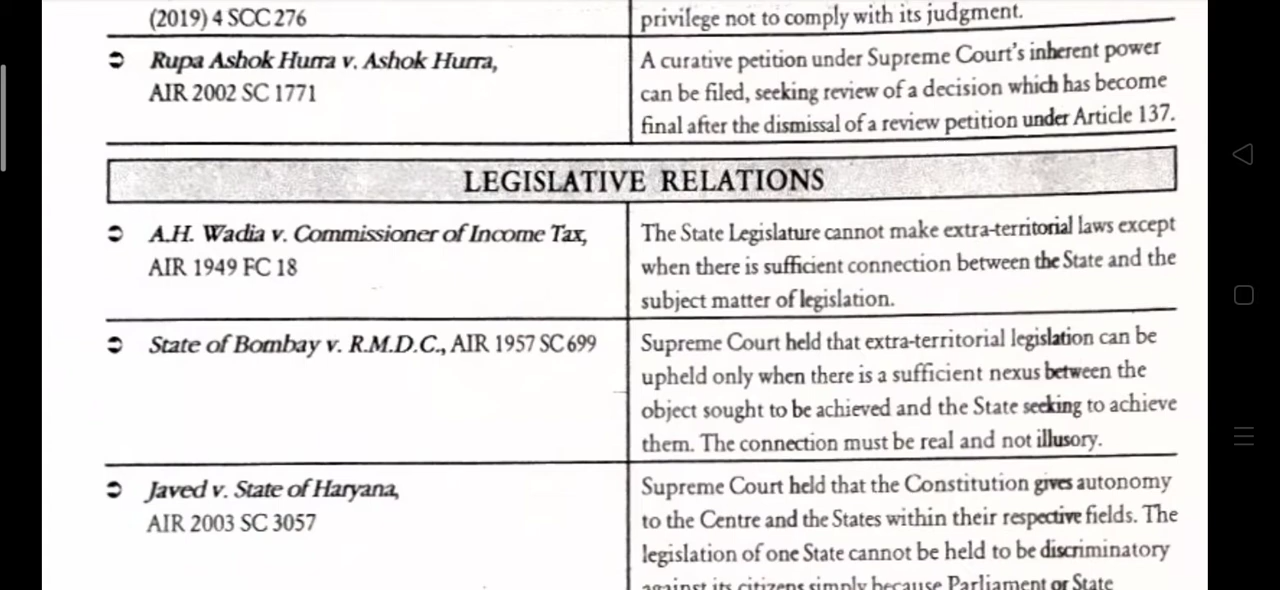 (2019) 4 SCC 276
privilege not to comply with its judgment.
Rupa Ashok Hurra v. Ashok Hurra,
AIR 2002 SC 1771
A curative petition under Supreme Court's inherent power
can be filed, seeking review of a decision which has become
final after the dismissal of a review petition under Article 137.
LEGISLATIVE RELATIONS
A.H. Wadia v. Commissioner of Income Tax,
AIR 1949 FC 18
The State Legislature cannot make extra-territorial laws except
when there is sufficient connection between the State and the
subject matter of legislation.
State of Bombay v. R.M.D.C., AIR 1957 SC 699
Supreme Court held that extra-territorial legislation can be
upheld only when there is a sufficient nexus between the
object sought to be achieved and the State seeking to achieve
them. The connection must be real and not illusory.
Javed v. State of Haryana,
AIR 2003 SC 3057
Supreme Court held that the Constitution gives autonomy
to the Centre and the States within their respective fields. The
legislation of one State cannot be held to be discriminatory
against its citizens simply because Parliament or State